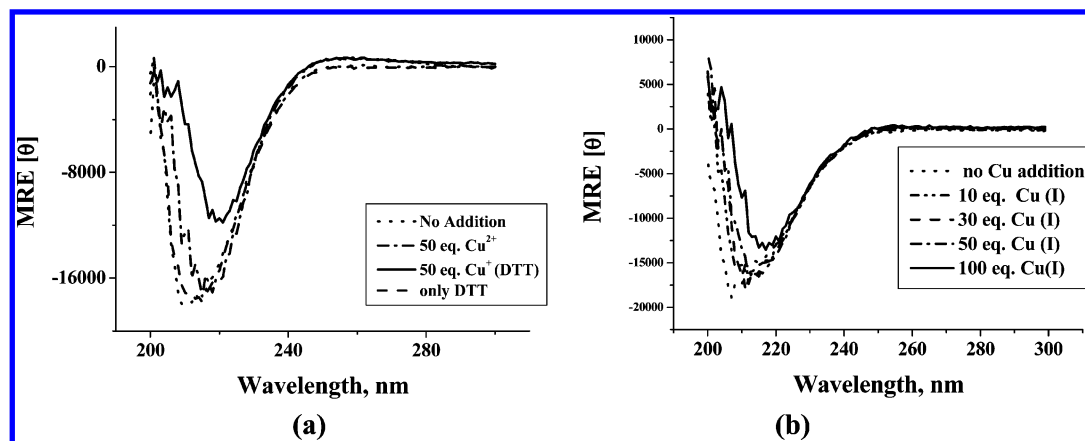 MRE [θ]
0
-8000
-16000
200
240
280
Wavelength, nm
No Addition
50 eq. Cu²⁺
50 eq. Cu⁺ (DTT)
only DTT
(a)
MRE [θ]
10000
5000
0
-5000
-10000
-15000
-20000
200
220
240
260
280
300
Wavelength, nm
no Cu addition
10 eq. Cu (I)
30 eq. Cu (I)
50 eq. Cu (I)
100 eq. Cu(I)
(b)